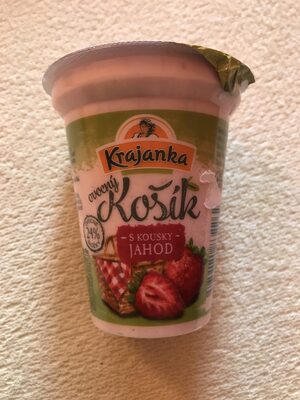 Krajanka
ovocný
Košík
S KOUSKY
JAHOD
24%